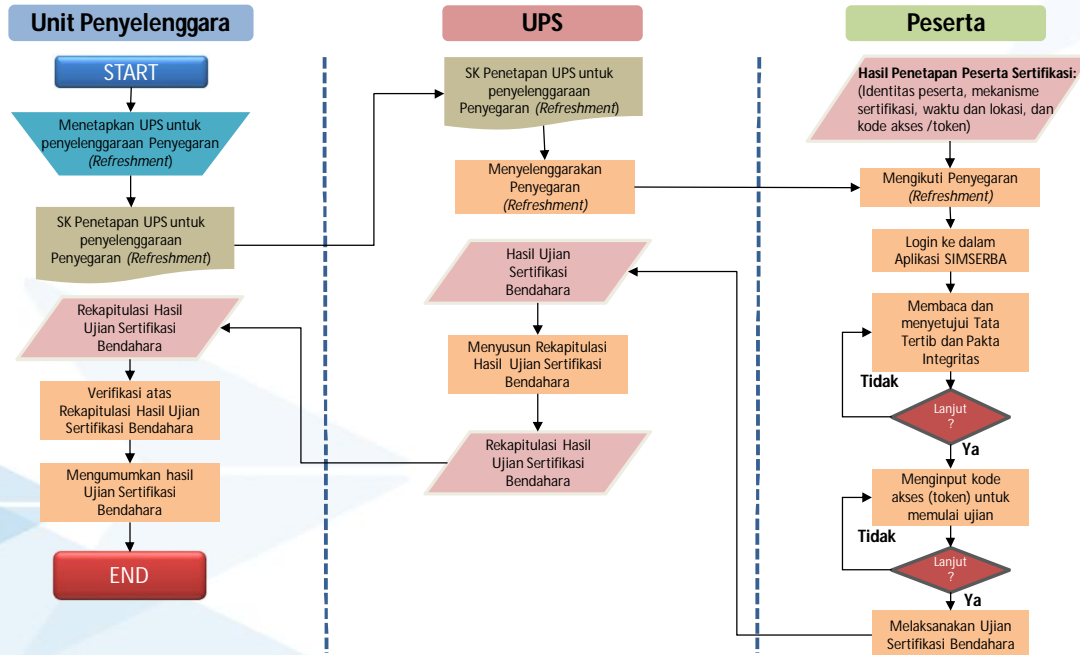 Unit Penyelenggara
START
Menetapkan UPS untuk
penyelenggaraan Penyegaran
(Refreshment)
SK Penetapan UPS untuk
penyelenggaraan
Penyegaran (Refreshment)
Rekapitulasi Hasil
Ujian Sertifikasi
Bendahara
Verifikasi atas
Rekapitulasi Hasil Ujian
Sertifikasi Bendahara
Mengumumkan hasil
Ujian Sertifikasi
Bendahara
END
UPS
SK Penetapan UPS untuk
penyelenggaraan
Penyegaran (Refreshment)
Menyelenggarakan
Penyegaran
(Refreshment)
Hasil Ujian
Sertifikasi
Bendahara
Menyusun Rekapitulasi
Hasil Ujian Sertifikasi
Bendahara
Rekapitulasi Hasil
Ujian Sertifikasi
Bendahara
Peserta
Hasil Penetapan Peserta Sertifikasi:
(Identitas peserta, mekanisme
sertifikasi, waktu dan lokasi, dan
kode akses /token)
Mengikuti Penyegaran
(Refreshment)
Login ke dalam
Aplikasi SIMSERBA
Membaca dan
menyetujui Tata
Tertib dan Pakta
Integritas
Tidak
Lanjut
?
Ya
Menginput kode
akses (token) untuk
memulai ujian
Tidak
Lanjut
?
Ya
Melaksanakan Ujian
Sertifikasi Bendahara